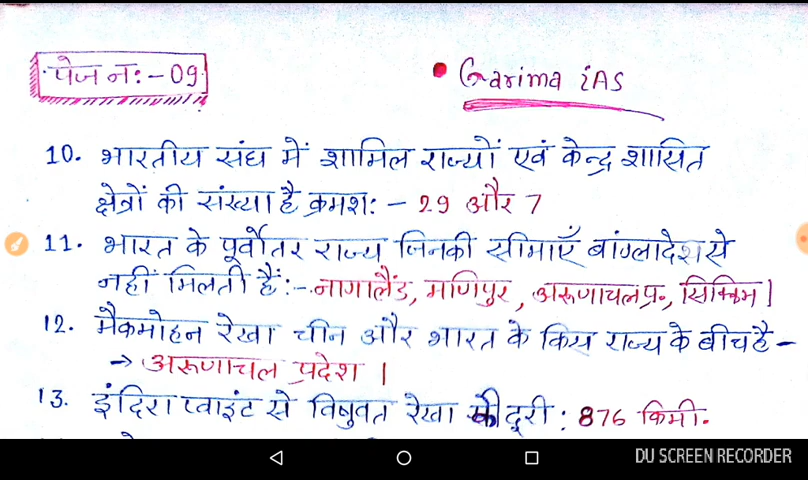 पेज नः-09
• Garima iAS
10. भारतीय संघ में शामिल राज्यों एवं केन्द्र शासित
क्षेत्रों की संख्या है क्रमशः - 29 और 7
11. भारत के पूर्वोतर राज्य जिनकी सीमाएँ बांग्लादेश से
नहीं मिलती हैं:- नागालैंड, मणिपुर, अरूणाचल प्र., सिक्किम।
12. मैकमोहन रेखा चीन और भारत के किस राज्य के बीच है -
→ अरूणाचल प्रदेश।
13. इंदिरा प्वाइंट से विषुवत रेखा की दूरी : 876 किमी.
DU SCREEN RECORDER